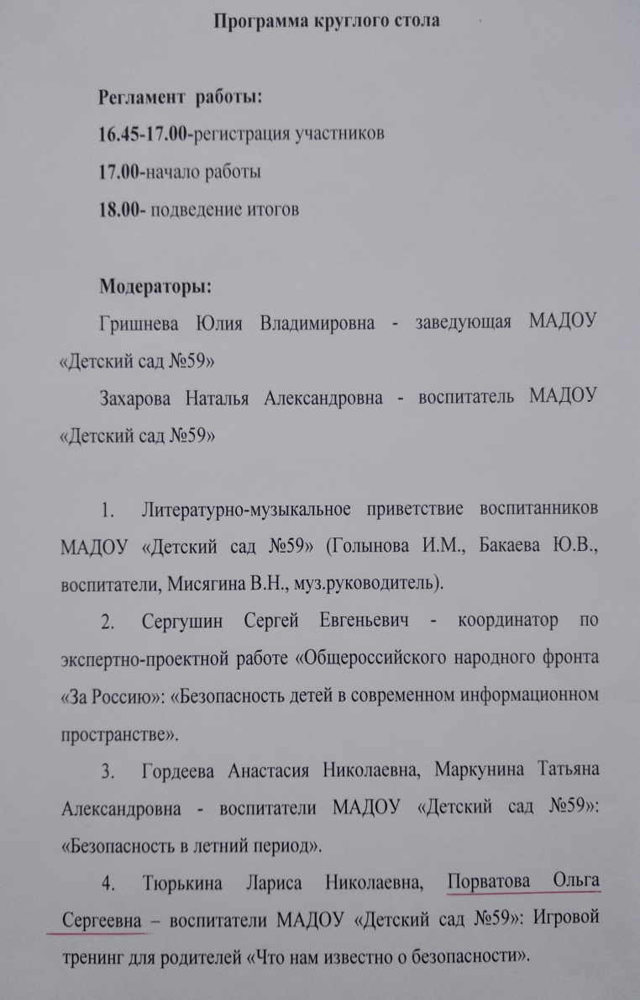 Программа круглого стола
Регламент работы:
16.45-17.00-регистрация участников
17.00-начало работы
18.00- подведение итогов
Модераторы:
Гришнева Юлия Владимировна - заведующая МАДОУ
«Детский сад №59»
Захарова Наталья Александровна - воспитатель МАДОУ
«Детский сад №59»
1. Литературно-музыкальное приветствие воспитанников
МАДОУ «Детский сад №59» (Голынова И.М., Бакаева Ю.В.,
воспитатели, Мисягина В.Н., муз.руководитель).
2. Сергушин Сергей Евгеньевич - координатор по
экспертно-проектной работе «Общероссийского народного фронта
«За Россию»: «Безопасность детей в современном информационном
пространстве».
3. Гордеева Анастасия Николаевна, Маркунина Татьяна
Александровна - воспитатели МАДОУ «Детский сад №59»:
«Безопасность в летний период».
4. Тюрькина Лариса Николаевна, Порватова Ольга
Сергеевна – воспитатели МАДОУ «Детский сад №59»: Игровой
тренинг для родителей «Что нам известно о безопасности».